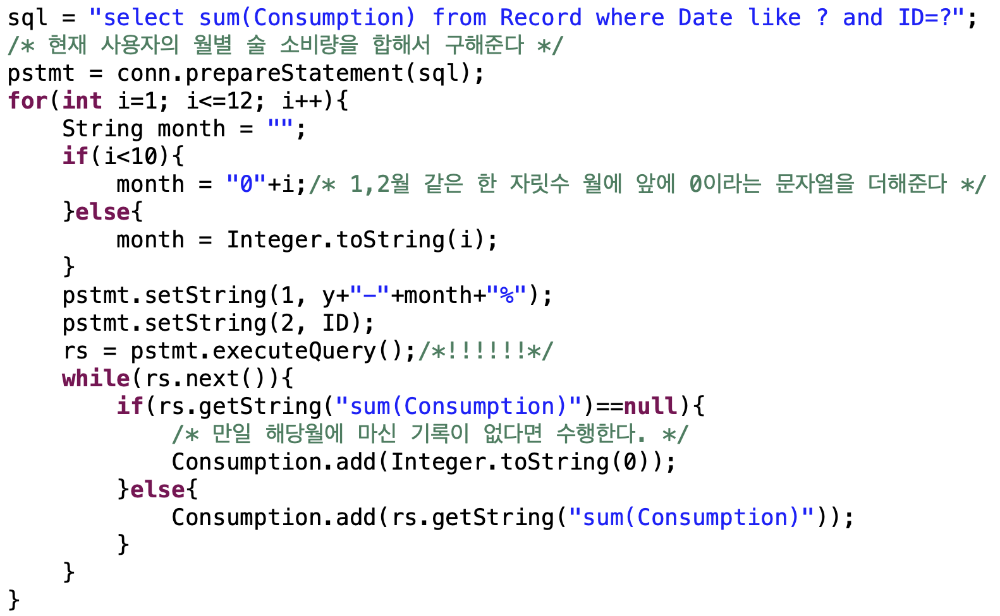 sql = "select sum(Consumption) from Record where Date like ? and ID=?";
/* 현재 사용자의 월별 술 소비량을 합해서 구해준다 */
pstmt = conn.prepareStatement(sql);
for(int i=1; i<=12; i++){
    String month = "";
    if(i<10){
        month = "0"+i;/* 1,2월 같은 한 자릿수 월에 앞에 0이라는 문자열을 더해준다 */
    }else{
        month = Integer.toString(i);
    }
    pstmt.setString(1, y+"-"+month+"%");
    pstmt.setString(2, ID);
    rs = pstmt.executeQuery();/*!!!!!!*/
    while(rs.next()){
        if(rs.getString("sum(Consumption)")==null){
            /* 만일 해당월에 마신 기록이 없다면 수행한다. */
            Consumption.add(Integer.toString(0));
        }else{
            Consumption.add(rs.getString("sum(Consumption)"));
        }
    }
}